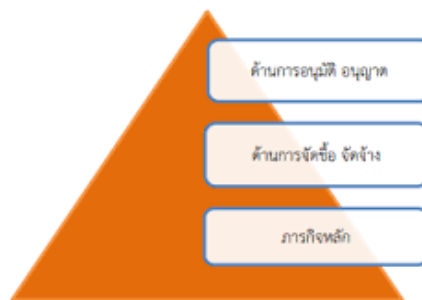 ด้านการอนุมัติ อนุญาต
ด้านการจัดซื้อ จัดจ้าง
ภารกิจหลัก